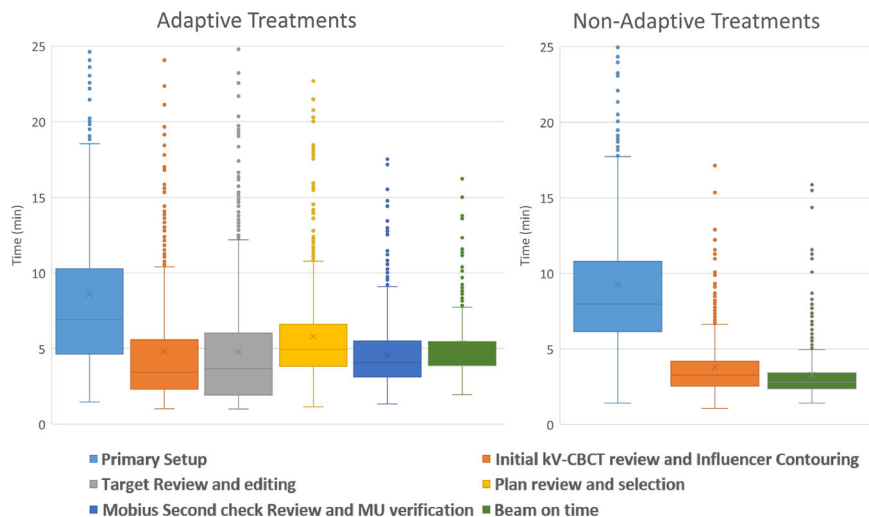 Adaptive Treatments
Non-Adaptive Treatments
Time (min)
25
20
15
10
5
0
Time (min)
25
20
15
10
5
0
Primary Setup
Initial kV-CBCT review and Influencer Contouring
Target Review and editing
Plan review and selection
Mobius Second check Review and MU verification
Beam on time